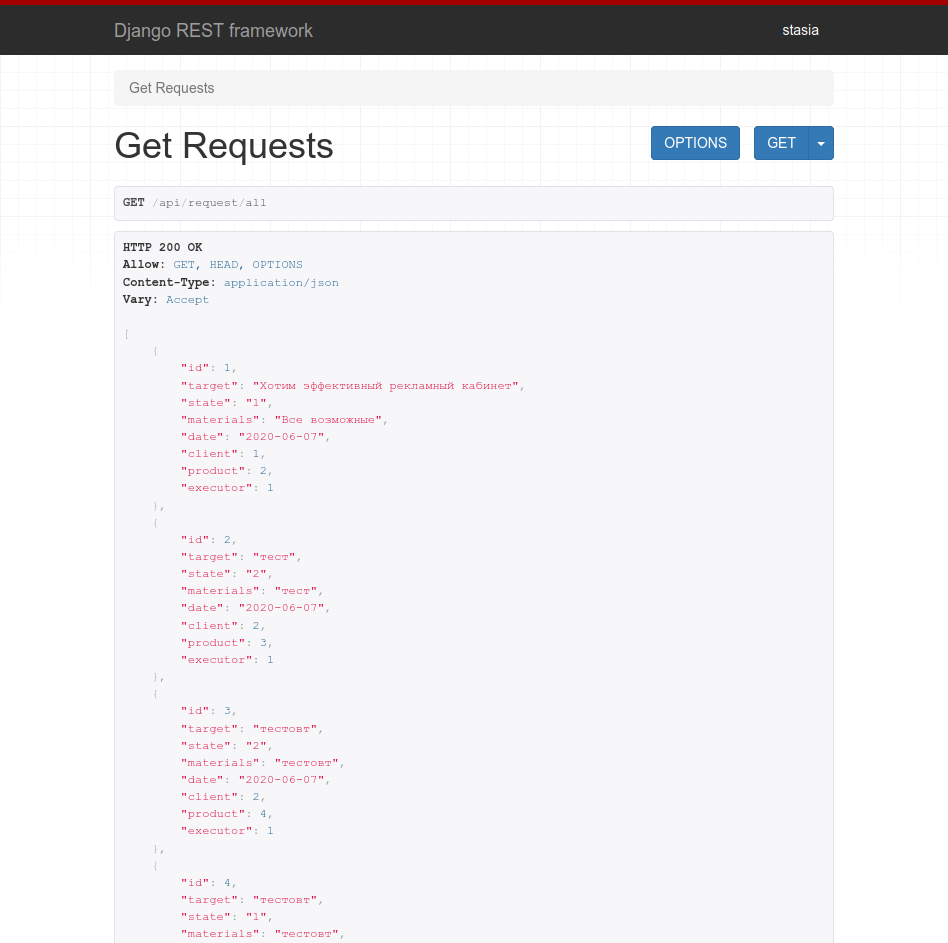 Django REST framework
stasia
Get Requests
Get Requests
OPTIONS
GET
GET /api/request/all
HTTP 200 OK
Allow: GET, HEAD, OPTIONS
Content-Type: application/json
Vary: Accept
[
{
"id": 1,
"target": "Хотим эффективный рекламный кабинет",
"state": "1",
"materials": "Все возможные",
"date": "2020-06-07",
"client": 1,
"product": 2,
"executor": 1
},
{
"id": 2,
"target": "тест",
"state": "2",
"materials": "тест",
"date": "2020-06-07",
"client": 2,
"product": 3,
"executor": 1
},
{
"id": 3,
"target": "тестовт",
"state": "2",
"materials": "тестовт",
"date": "2020-06-07",
"client": 2,
"product": 4,
"executor": 1
},
{
"id": 4,
"target": "тестовт",
"state": "1",
"materials": "тестовт",